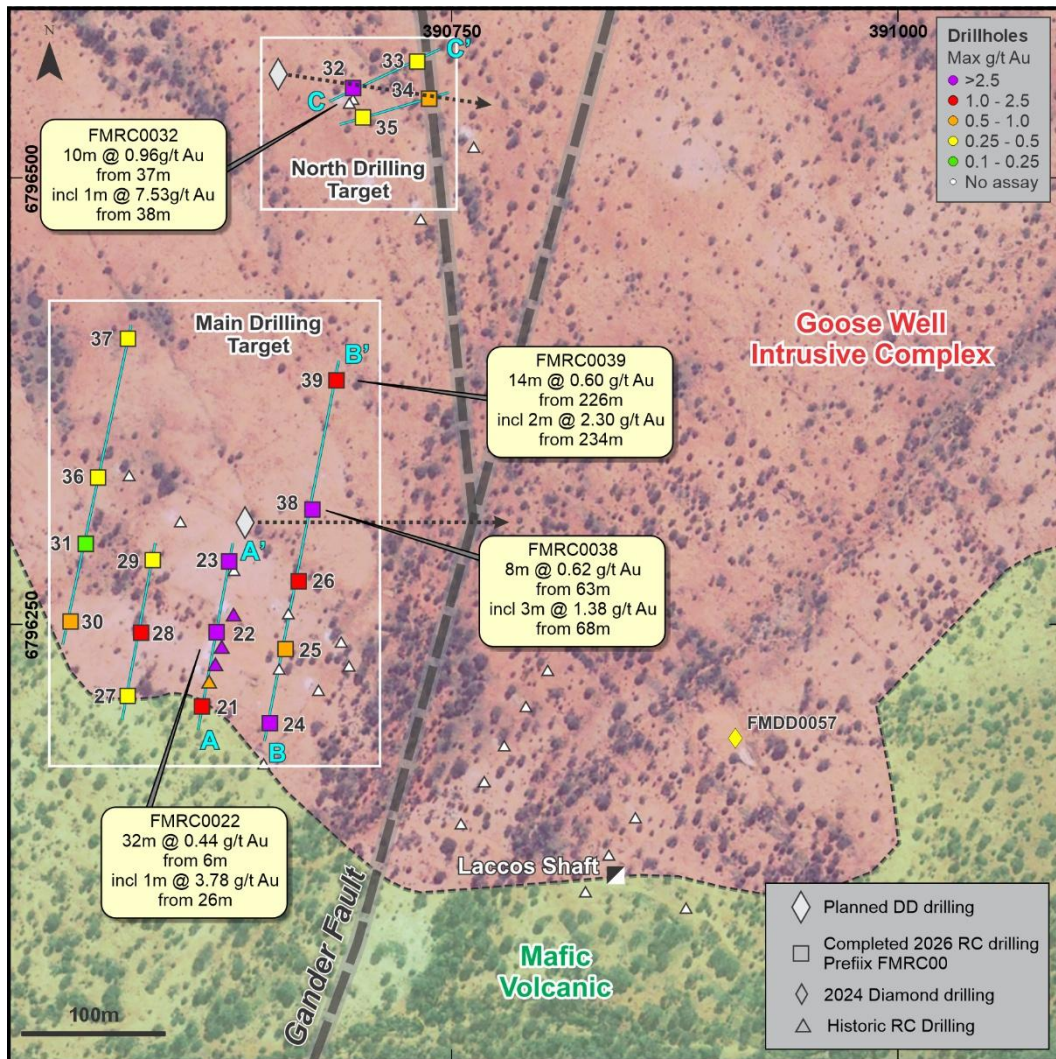 N
390750
391000
6796500
6796250
Drillholes
Max g/t Au
>2.5
1.0 - 2.5
0.5 - 1.0
0.25 - 0.5
0.1 - 0.25
No assay
C'
33
32
34
C
35
North Drilling
Target
FMRC0032
10m @ 0.96g/t Au
from 37m
incl 1m @ 7.53g/t Au
from 38m
Main Drilling
Target
37
B'
39
36
38
31
A'
29
23
26
30
28
22
25
27
21
24
A
B
Goose Well
Intrusive Complex
FMRC0039
14m @ 0.60 g/t Au
from 226m
incl 2m @ 2.30 g/t Au
from 234m
FMRC0038
8m @ 0.62 g/t Au
from 63m
incl 3m @ 1.38 g/t Au
from 68m
FMRC0022
32m @ 0.44 g/t Au
from 6m
incl 1m @ 3.78 g/t Au
from 26m
FMDD0057
Laccos Shaft
Gander Fault
Mafic
Volcanic
100m
Planned DD drilling
Completed 2026 RC drilling
Prefiix FMRC00
2024 Diamond drilling
Historic RC Drilling